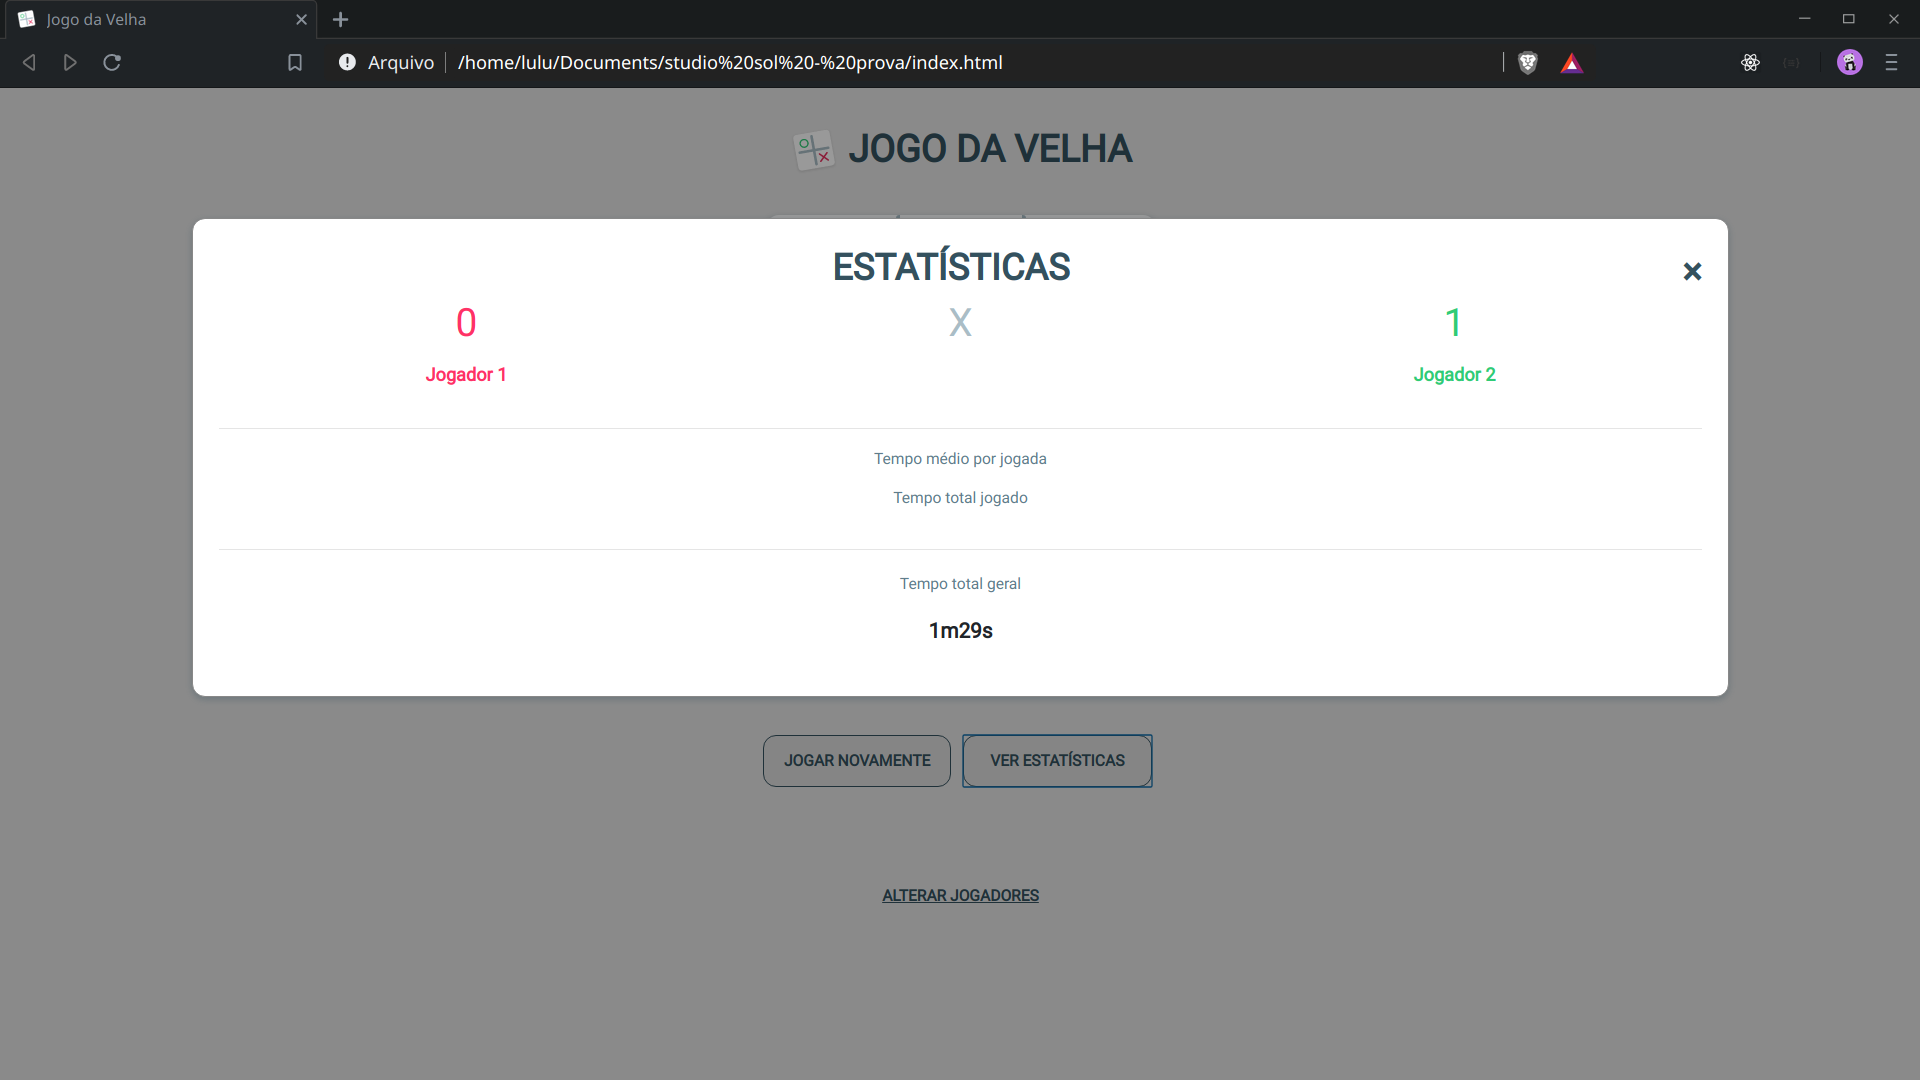 Jogo da Velha
Arquivo /home/lulu/Documents/studio%20sol%20-%20prova/index.html
JOGO DA VELHA
ESTATÍSTICAS
0 X 1
Jogador 1 Jogador 2
Tempo médio por jogada
Tempo total jogado
Tempo total geral
1m29s
JOGAR NOVAMENTE VER ESTATÍSTICAS
ALTERAR JOGADORES